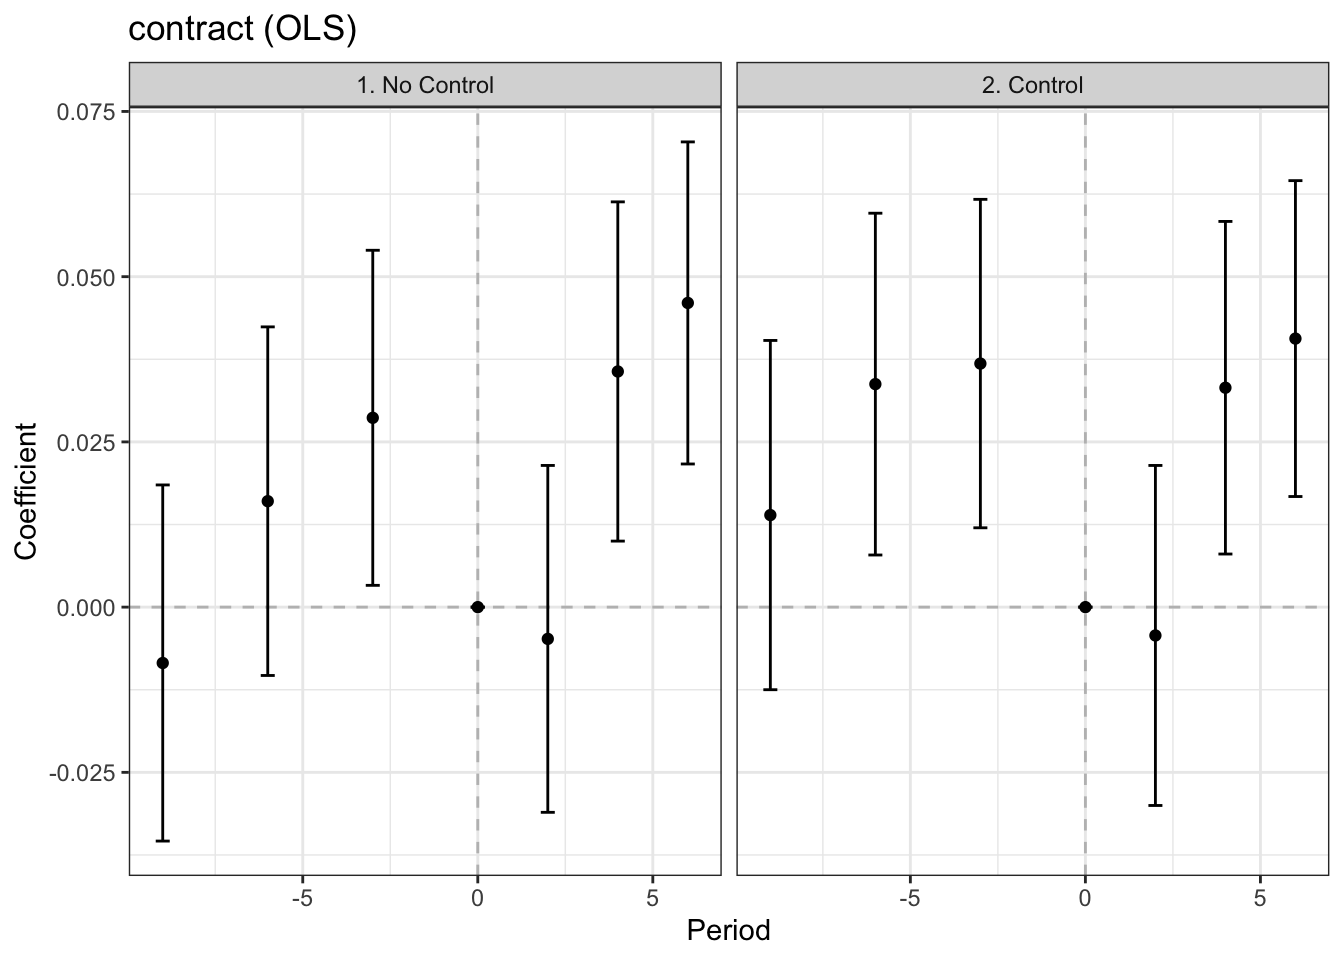 contract (OLS)
1. No Control
2. Control
Coefficient
0.075
0.050
0.025
0.000
-0.025
-5
0
5
-5
0
5
Period